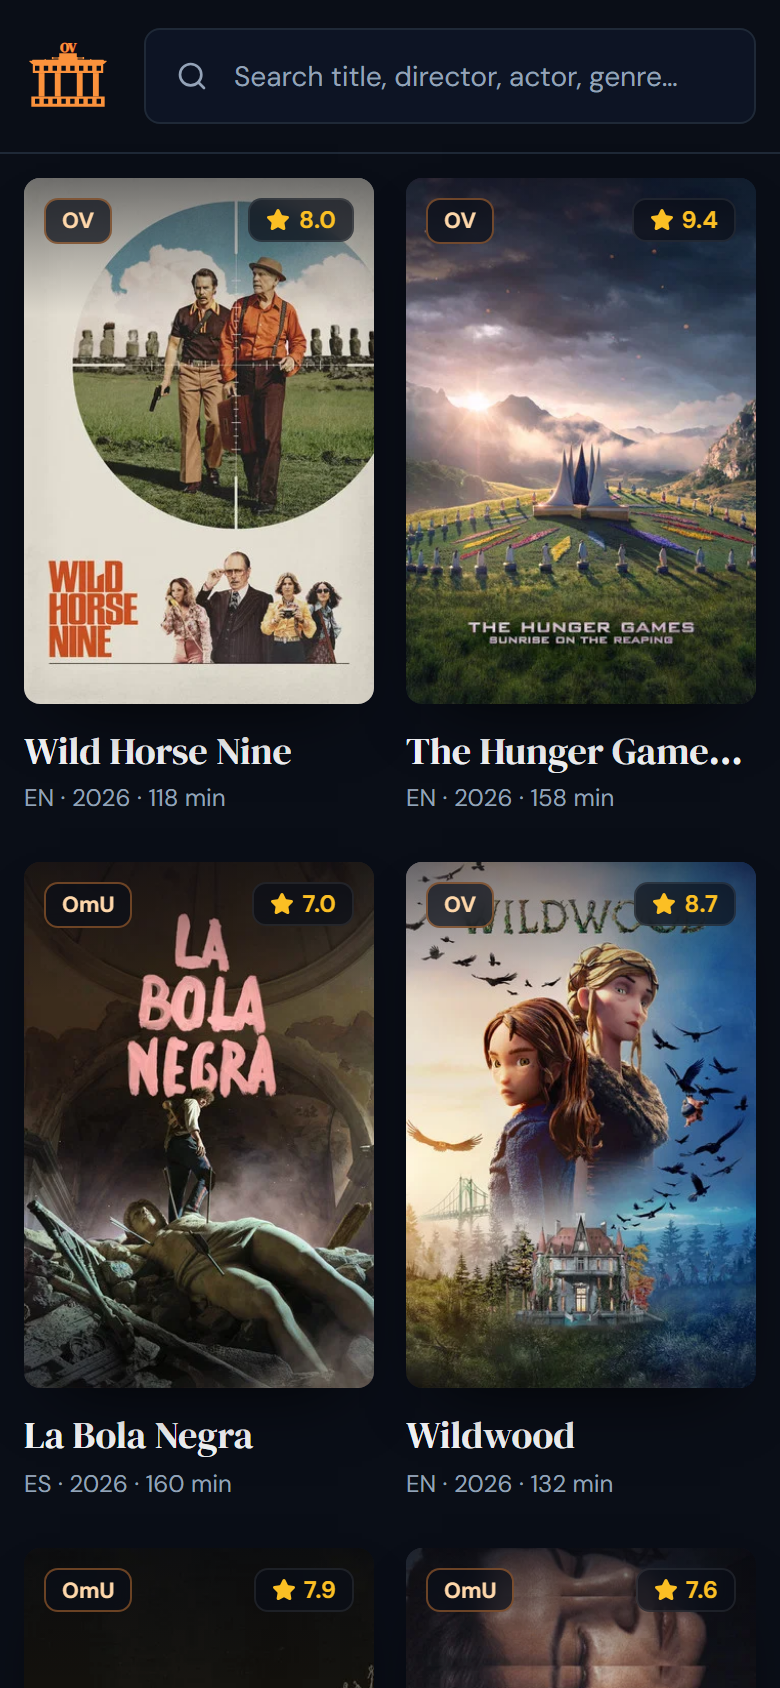 OV
Search title, director, actor, genre...
OV
8.0
WILD
HORSE
NINE
Wild Horse Nine
EN · 2026 · 118 min
OV
9.4
THE HUNGER GAMES
SUNRISE ON THE REAPING
The Hunger Game...
EN · 2026 · 158 min
OmU
7.0
LA
BOLA
NEGRA
La Bola Negra
ES · 2026 · 160 min
OV
8.7
WILDWOOD
Wildwood
EN · 2026 · 132 min
OmU
7.9
OmU
7.6